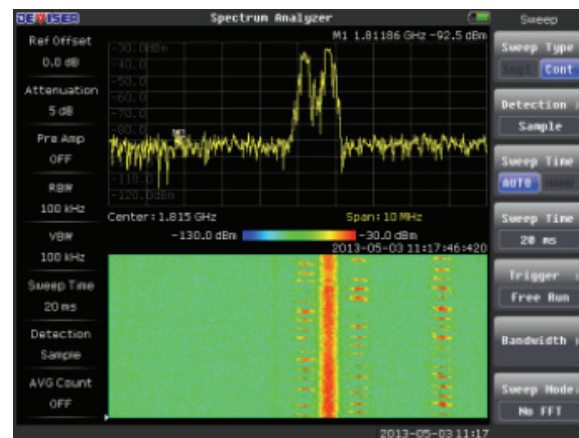 DEVISER
Spectrum Analyzer
Sweep
Ref Offset
0.0 dB
Attenuation
5 dB
Pre Amp
OFF
RBW
100 kHz
VBW
100 kHz
Sweep Time
20 ms
Detection
Sample
AVG Count
OFF
M1 1.81186 GHz -92.5 dBm
-30.0dBm
-40.0
-50.0
-60.0
-70.0
-80.0
-110.0
-120.0dBm
Center: 1.815 GHz
Span: 10 MHz
-130.0 dBm
-30.0 dBm
2013-05-03 11:17:46:420
2013-05-03 11:17
Sweep Type
Sngl Cont
Detection
Sample
Sweep Time
AUTO MANU
Sweep Time
20 ms
Trigger
Free Run
Bandwidth
Sweep Mode
No FFT